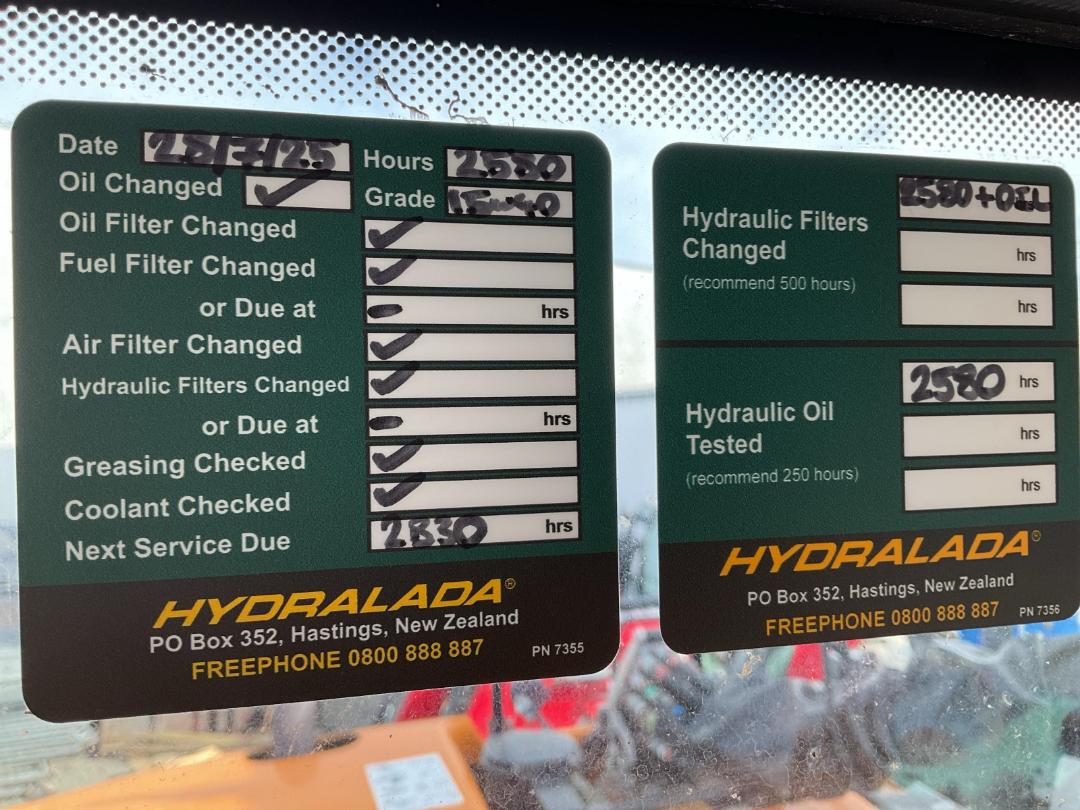 Date 28/7/25 Hours 2580
Oil Changed ✓ Grade 15-40
Oil Filter Changed ✓
Fuel Filter Changed ✓
or Due at - hrs
Air Filter Changed ✓
Hydraulic Filters Changed ✓
or Due at - hrs
Greasing Checked ✓
Coolant Checked ✓
Next Service Due 2830 hrs
HYDRALADA®
PO Box 352, Hastings, New Zealand
FREEPHONE 0800 888 887
PN 7355
2580+OIL
Hydraulic Filters
Changed
hrs
(recommend 500 hours)
hrs
2580 hrs
Hydraulic Oil
Tested
hrs
(recommend 250 hours)
hrs
HYDRALADA®
PO Box 352, Hastings, New Zealand
FREEPHONE 0800 888 887
PN 7356